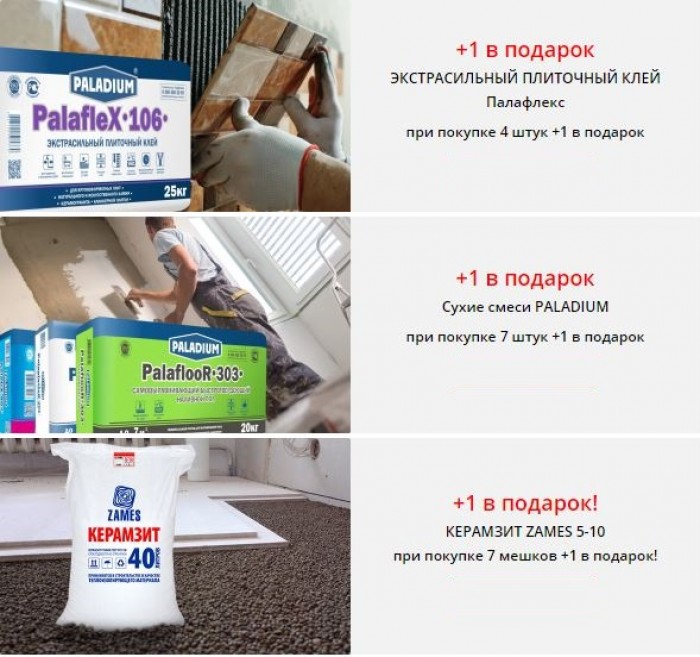 PALADIUM
PalafleX·106·
ЭКСТРАСИЛЬНЫЙ ПЛИТОЧНЫЙ КЛЕЙ
25кг
+1 в подарок
ЭКСТРАСИЛЬНЫЙ ПЛИТОЧНЫЙ КЛЕЙ
Палафлекс
при покупке 4 штук +1 в подарок
PALADIUM
PalaflooR·303·
20кг
+1 в подарок
Сухие смеси PALADIUM
при покупке 7 штук +1 в подарок
ZAMES
КЕРАМЗИТ
40
+1 в подарок!
КЕРАМЗИТ ZAMES 5-10
при покупке 7 мешков +1 в подарок!